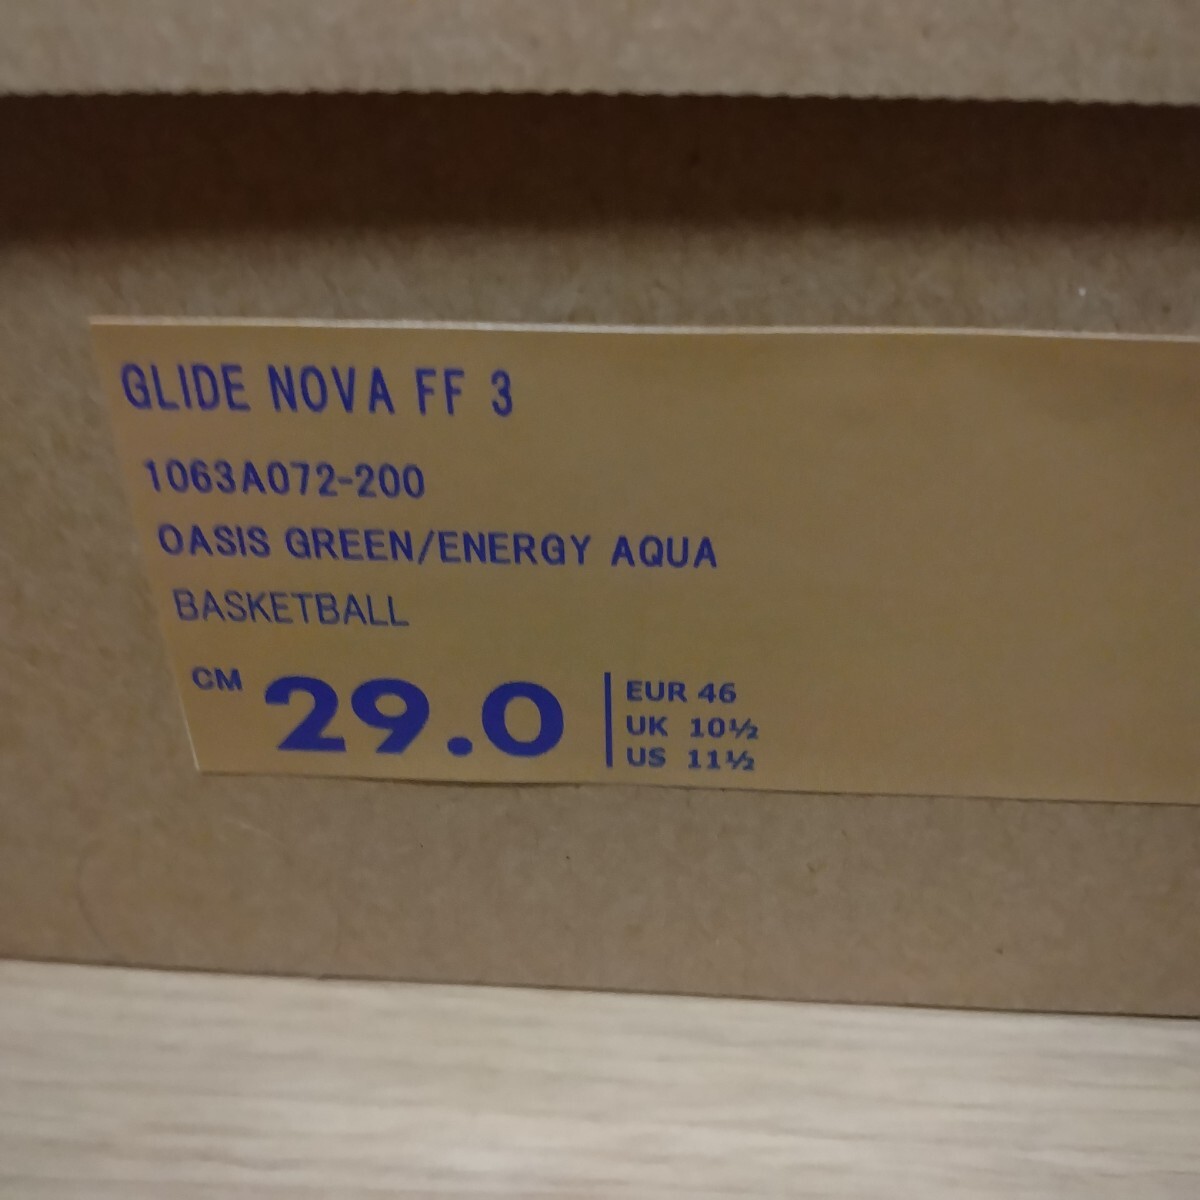 GLIDE NOVA FF 3
1063A072-200
OASIS GREEN/ENERGY AQUA
BASKETBALL
CM 29.0
EUR 46
UK 10½
US 11½